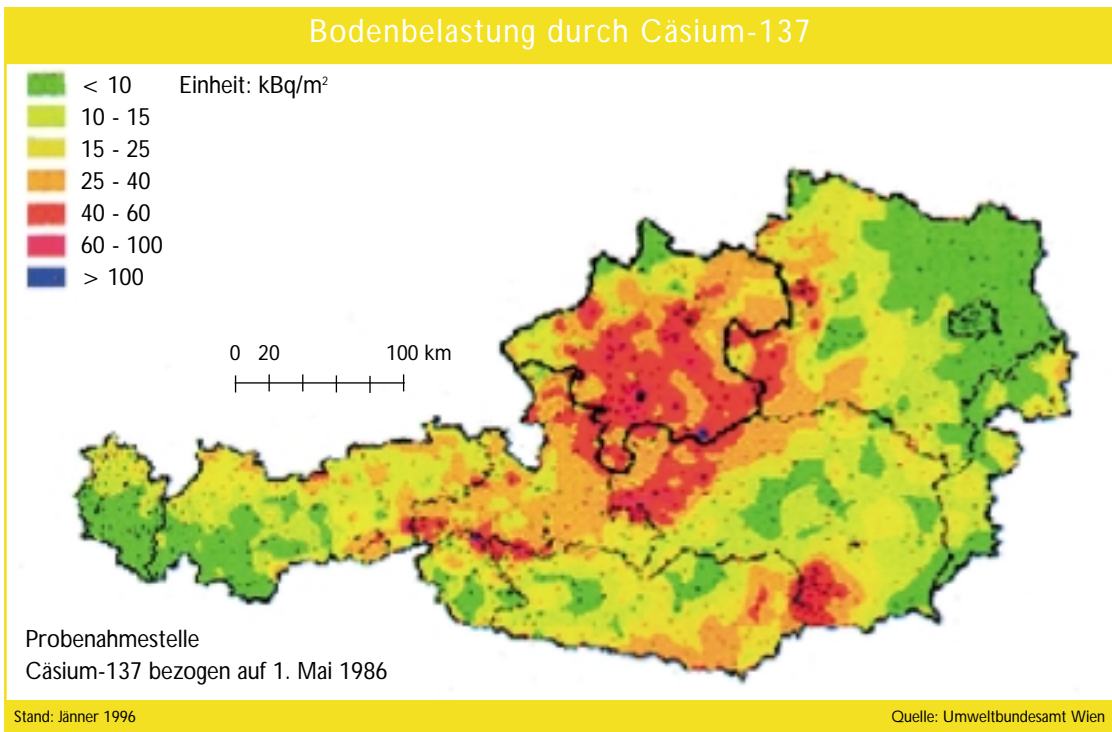 Bodenbelastung durch Cäsium-137
< 10 Einheit: kBq/m²
10 - 15
15 - 25
25 - 40
40 - 60
60 - 100
> 100
0 20 100 km
Probenahmestelle
Cäsium-137 bezogen auf 1. Mai 1986
Stand: Jänner 1996 Quelle: Umweltbundesamt Wien